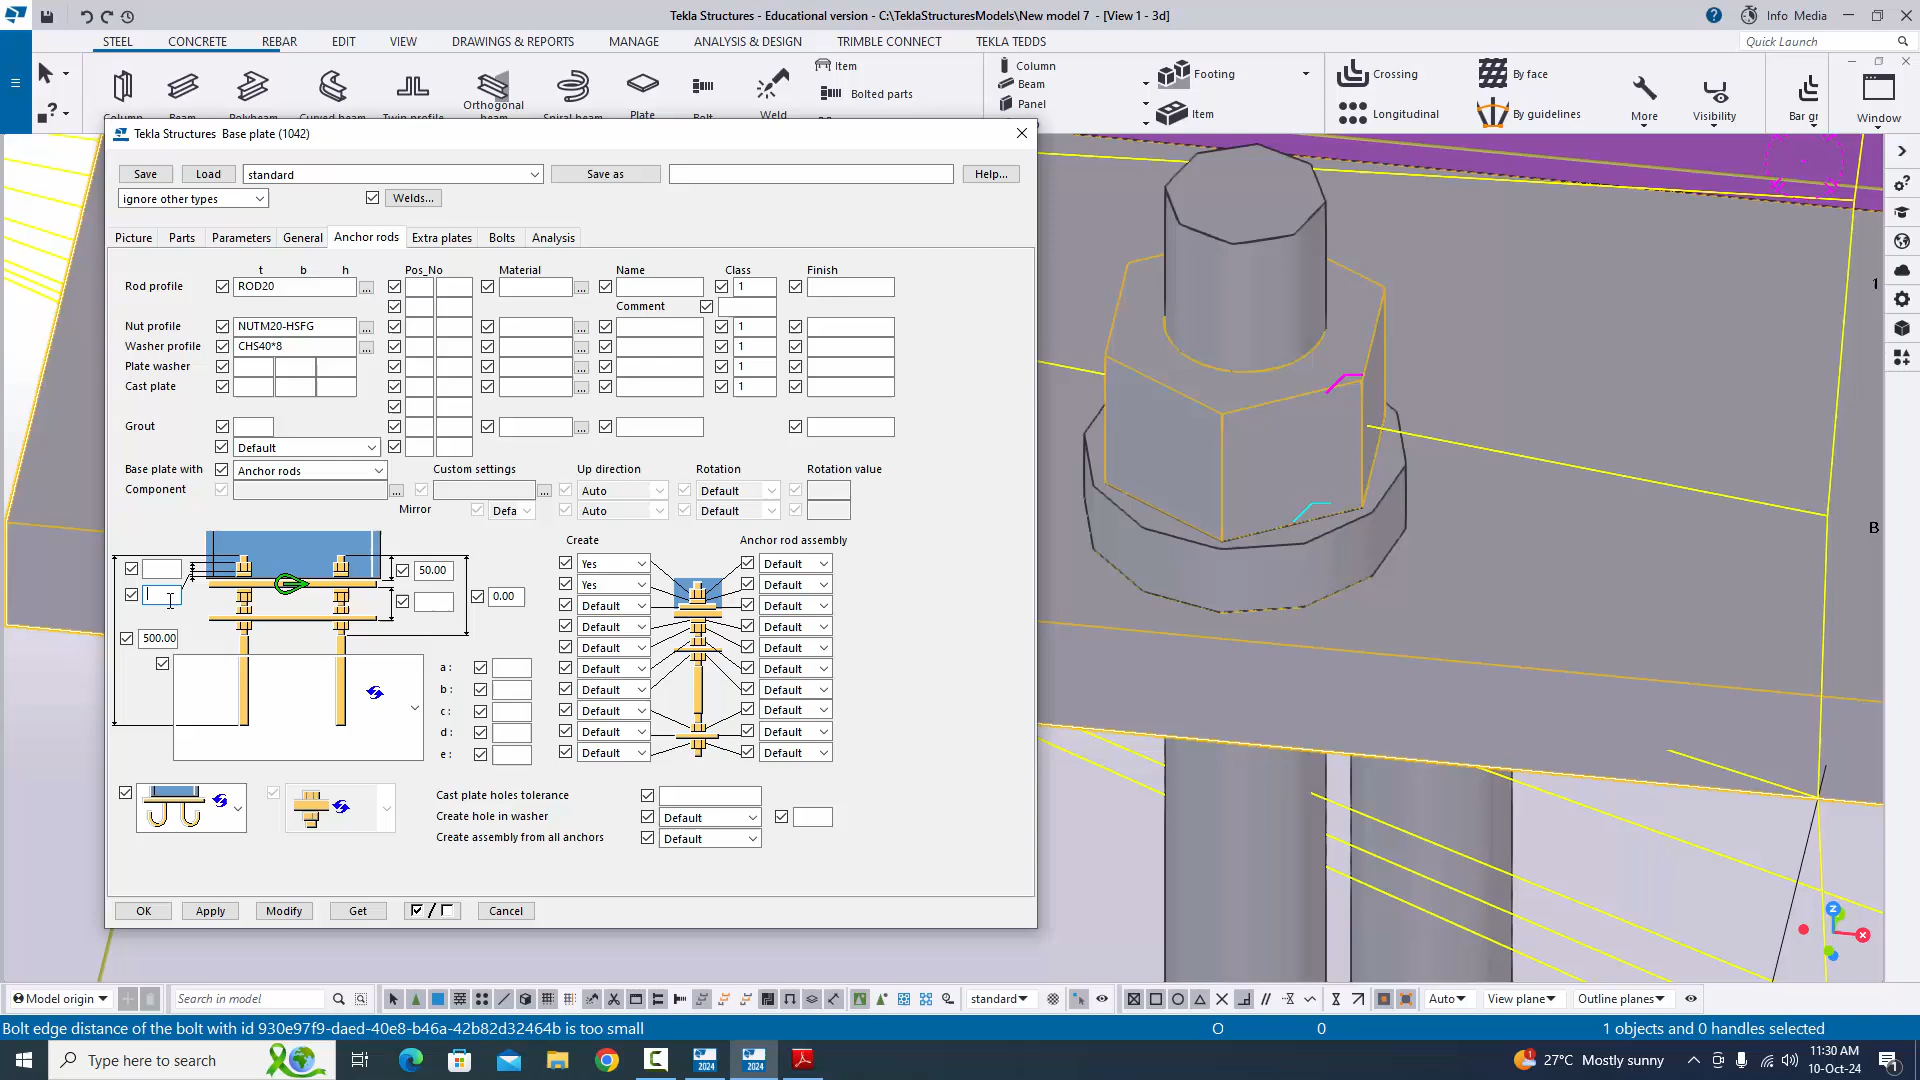 Tekla Structures - Educational version - C:\TeklaStructuresModels\New model 7 - [View 1 - 3d]
Info Media
STEEL CONCRETE REBAR EDIT VIEW DRAWINGS & REPORTS MANAGE ANALYSIS & DESIGN TRIMBLE CONNECT TEKLA TEDDS
Quick Launch
Item
Bolted parts
Orthogonal
Plate
Weld
Column
Beam
Panel
Footing
Item
Crossing
Longitudinal
By face
By guidelines
More
Visibility
Bar gr
Window
Tekla Structures Base plate (1042)
Save Load standard Save as Help...
ignore other types Welds...
Picture Parts Parameters General Anchor rods Extra plates Bolts Analysis
t b h Pos_No Material Name Class Finish
Rod profile ROD20 ... ... 1
Comment
Nut profile NUTM20-HSFG ... ... 1
Washer profile CHS40*8 ... ... 1
Plate washer ... 1
Cast plate ... 1
Grout ...
Default
Base plate with Anchor rods Custom settings Up direction Rotation Rotation value
Component ... ... Auto Default
Mirror Defa Auto Default
Create Anchor rod assembly
50.00
0.00
500.00
Yes Default
Yes Default
Default Default
Default Default
Default Default
Default Default
Default Default
Default Default
Default Default
Default Default
a :
b :
c :
d :
e :
Cast plate holes tolerance
Create hole in washer Default
Create assembly from all anchors Default
OK Apply Modify Get / Cancel
1
B
z
Model origin Search in model standard Auto View plane Outline planes
Bolt edge distance of the bolt with id 930e97f9-daed-40e8-b46a-42b82d32464b is too small O 0 1 objects and 0 handles selected
Type here to search
2024
2024
27°C Mostly sunny
11:30 AM
10-Oct-24
1